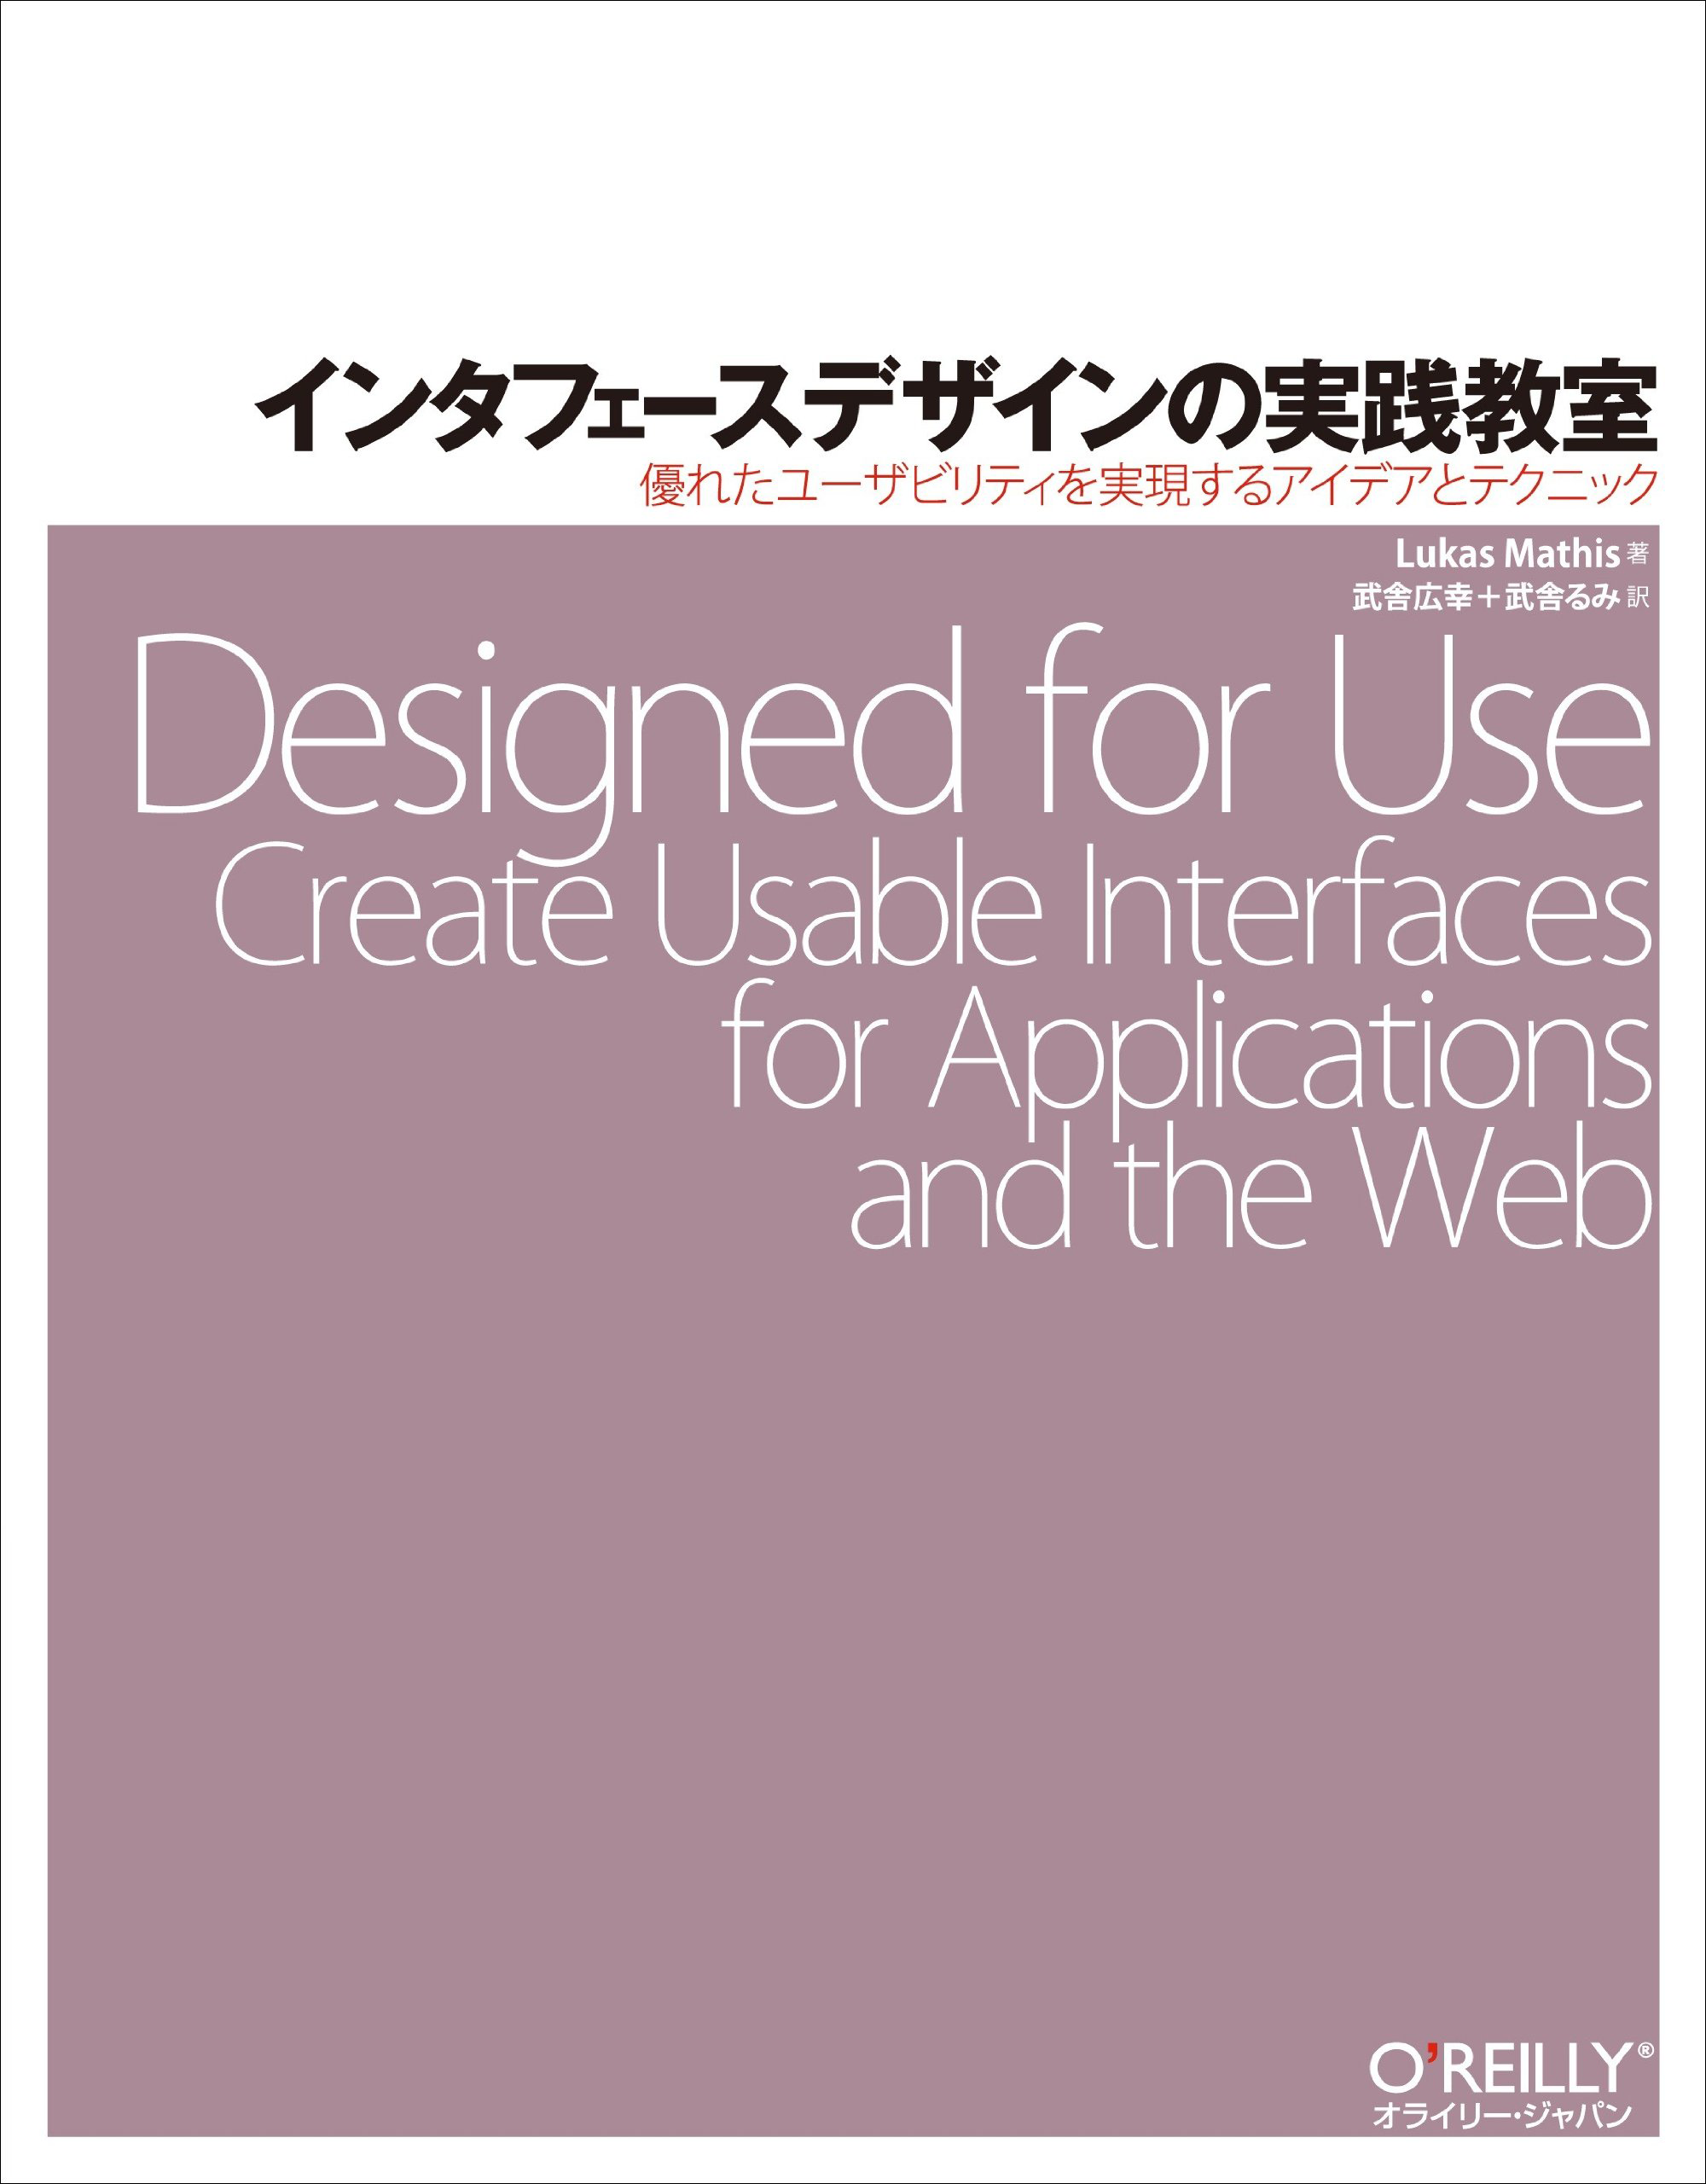 インタフェースデザインの実践教室
優れたユーザビリティを実現するアイデアとテクニック
Lukas Mathis 著
武舎広幸+武舎るみ 訳
Designed for Use
Create Usable Interfaces
for Applications
and the Web
O'REILLY®
オライリー・ジャパン